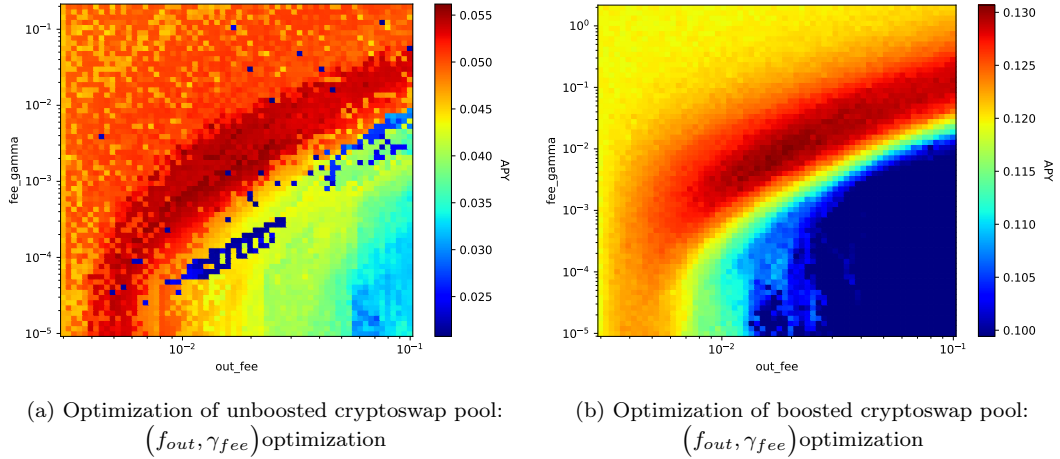 10⁻¹
10⁻²
10⁻³
10⁻⁴
10⁻⁵
fee_gamma
10⁻²
10⁻¹
out_fee
0.055
0.050
0.045
0.040
0.035
0.030
0.025
APY
10⁰
10⁻¹
10⁻²
10⁻³
10⁻⁴
10⁻⁵
fee_gamma
10⁻²
10⁻¹
out_fee
0.130
0.125
0.120
0.115
0.110
0.105
0.100
APY
(a) Optimization of unboosted cryptoswap pool:
(f_out, γ_fee) optimization
(b) Optimization of boosted cryptoswap pool:
(f_out, γ_fee) optimization